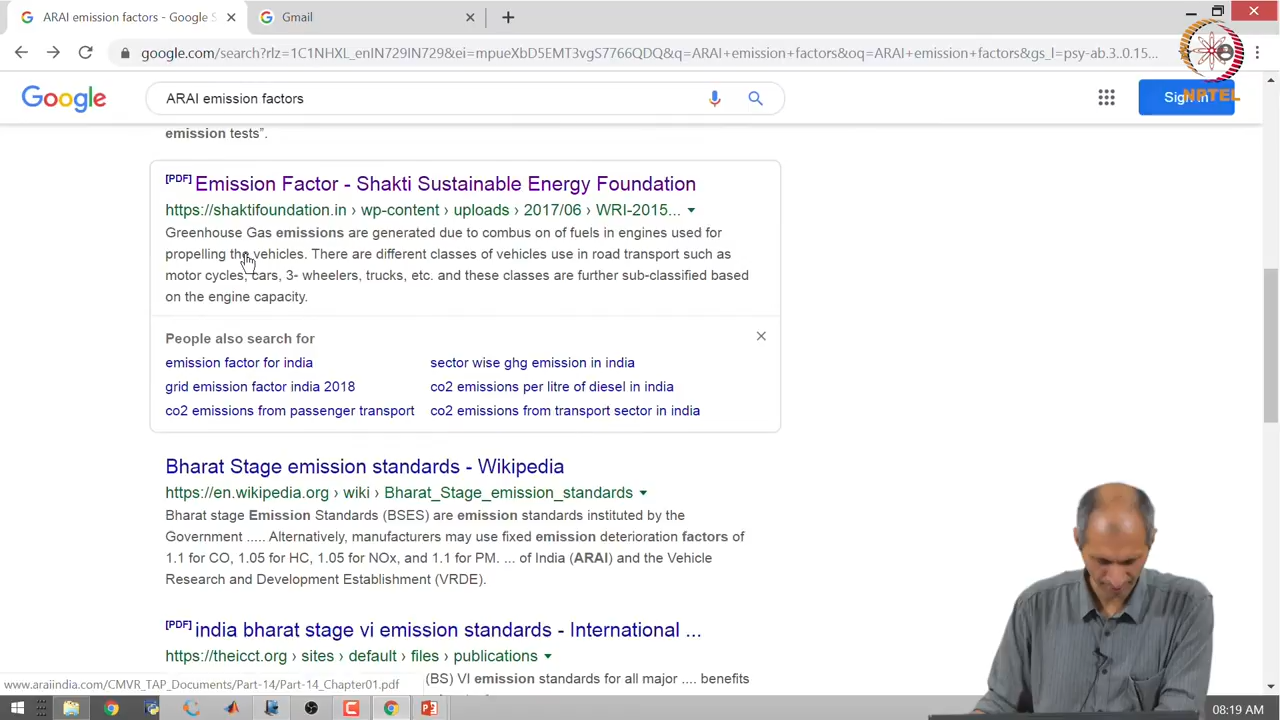 ARAI emission factors - Google S
Gmail
google.com/search?rlz=1C1NHXL_enIN729IN729&ei=mpueXbD5EMT3vgS7766QDQ&q=ARAI+emission+factors&oq=ARAI+emission+factors&gs_l=psy-ab.3..0.15...
Google
ARAI emission factors
Sign in
NPTEL
emission tests”.
[PDF] Emission Factor - Shakti Sustainable Energy Foundation
https://shaktifoundation.in › wp-content › uploads › 2017/06 › WRI-2015...
Greenhouse Gas emissions are generated due to combus on of fuels in engines used for
propelling the vehicles. There are different classes of vehicles use in road transport such as
motor cycles, cars, 3- wheelers, trucks, etc. and these classes are further sub-classified based
on the engine capacity.
People also search for
emission factor for india
sector wise ghg emission in india
grid emission factor india 2018
co2 emissions per litre of diesel in india
co2 emissions from passenger transport
co2 emissions from transport sector in india
Bharat Stage emission standards - Wikipedia
https://en.wikipedia.org › wiki › Bharat_Stage_emission_standards
Bharat stage Emission Standards (BSES) are emission standards instituted by the
Government ..... Alternatively, manufacturers may use fixed emission deterioration factors of
1.1 for CO, 1.05 for HC, 1.05 for NOx, and 1.1 for PM. ... of India (ARAI) and the Vehicle
Research and Development Establishment (VRDE).
[PDF] india bharat stage vi emission standards - International ...
https://theicct.org › sites › default › files › publications
(BS) VI emission standards for all major .... benefits
www.araiindia.com/CMVR_TAP_Documents/Part-14/Part-14_Chapter01.pdf
08:19 AM